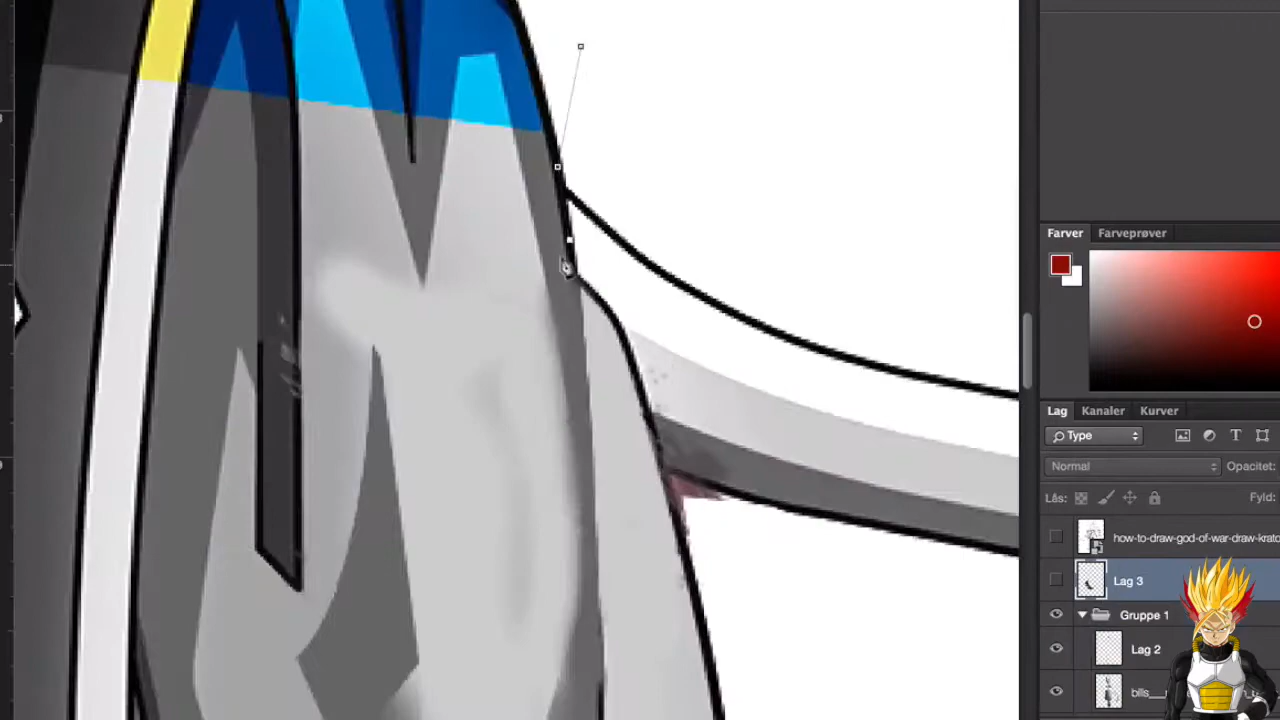 Farver Farveprøver
Lag Kanaler Kurver
Type
Normal Opacitet:
Lås: Fyld:
how-to-draw-god-of-war-draw-krato
Lag 3
Gruppe 1
Lag 2